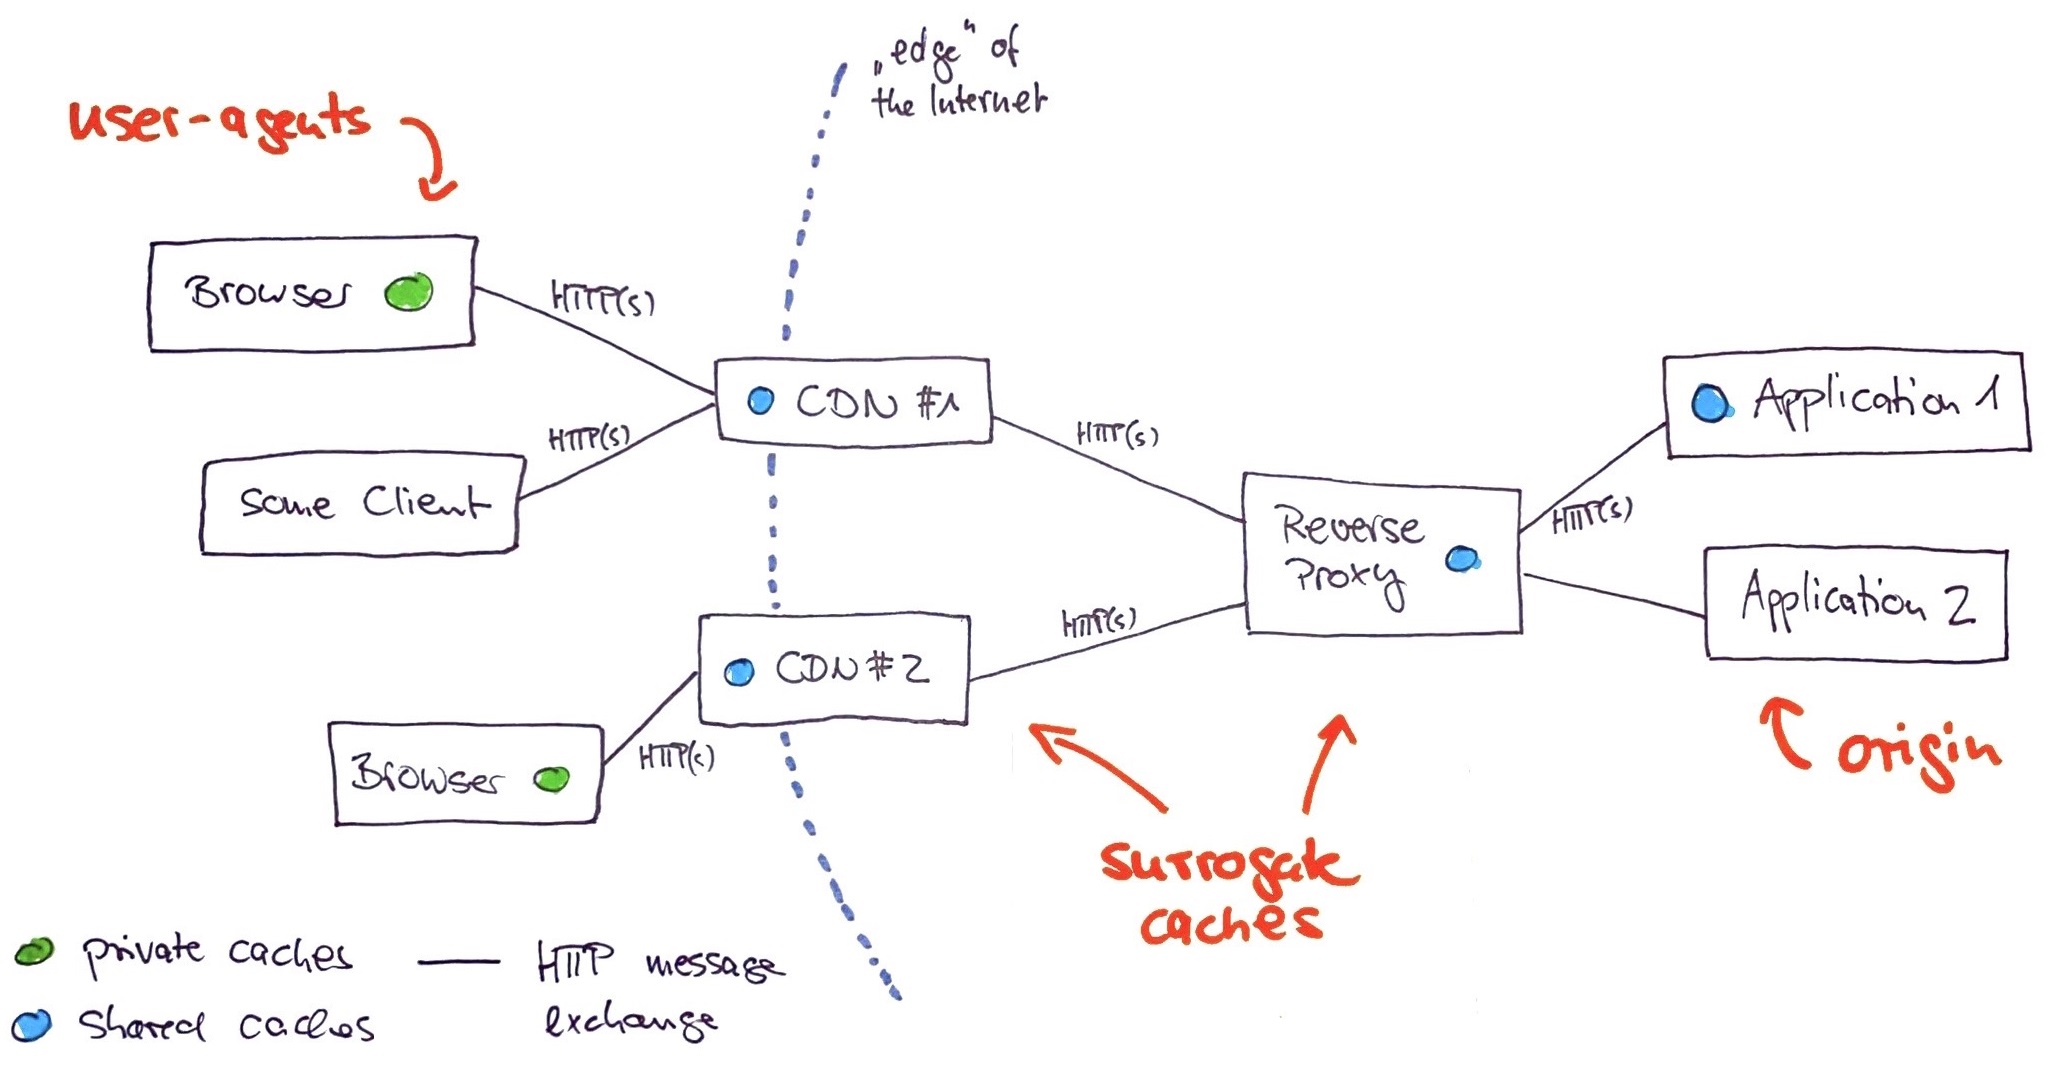 „edge“ of
the Internet
user-agents
Browser
HTTP(s)
CDN #1
HTTP(s)
HTTP(s)
Some Client
Application 1
Reverse
Proxy
HTTP(s)
Application 2
HTTP(s)
CDN #2
Browser
HTTP(s)
origin
surrogate
caches
private caches
HTTP message
exchange
shared caches